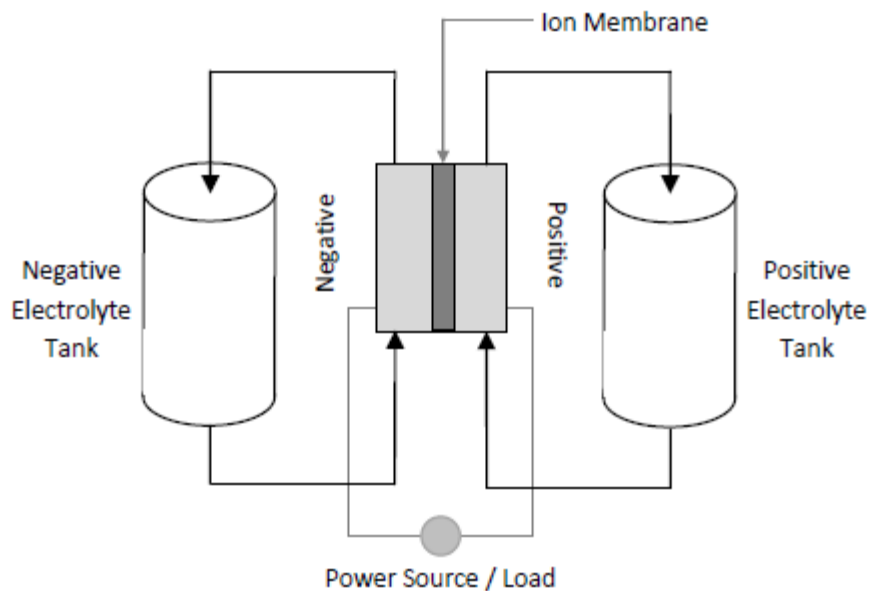 Ion Membrane
Negative
Positive
Negative
Electrolyte
Tank
Positive
Electrolyte
Tank
Power Source / Load